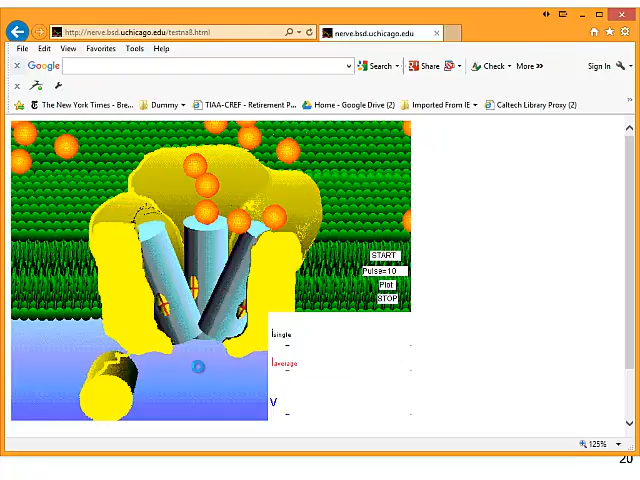 http://nerve.bsd.uchicago.edu/testna8.html
nerve.bsd.uchicago.edu
File Edit View Favorites Tools Help
x Google Search Share Check More »» Sign In
x
The New York Times - Bre... Dummy TIAA-CREF - Retirement P... Home - Google Drive (2) Imported From IE Caltech Library Proxy (2)
START
Pulse=10
Plot
STOP
Isingle
Iaverage
V
125%
20